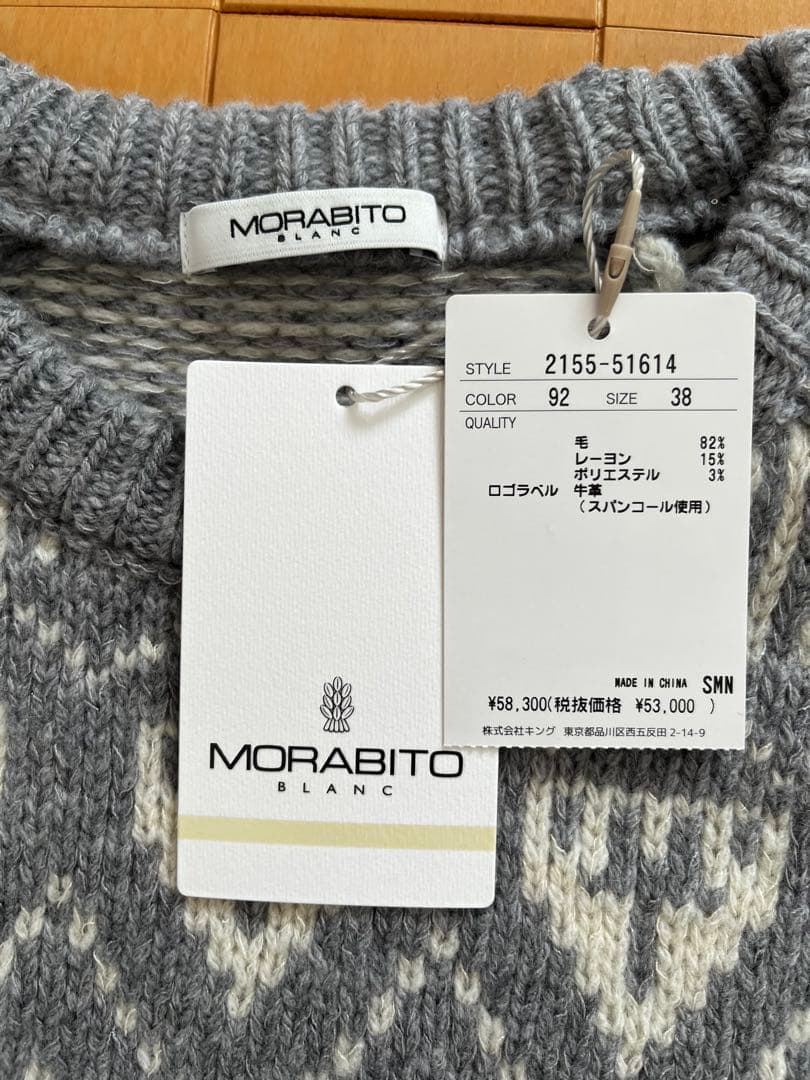 MORABITO
BLANC
STYLE 2155-51614
COLOR 92 SIZE 38
QUALITY
毛 82%
レーヨン 15%
ポリエステル 3%
ロゴラベル 牛革
(スパンコール使用)
MADE IN CHINA SMN
¥58,300(税抜価格 ¥53,000 )
株式会社キング 東京都品川区西五反田 2-14-9
MORABITO
BLANC